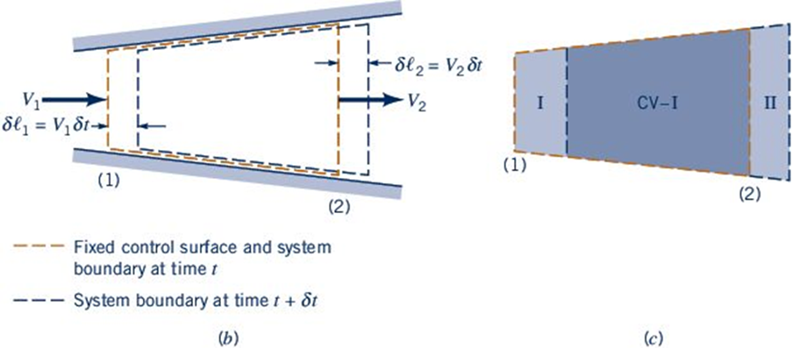 V₁
δℓ₁ = V₁ δt
(1)
δℓ₂ = V₂ δt
V₂
(2)
Fixed control surface and system
boundary at time t
System boundary at time t + δt
(b)
I
CV–I
II
(1)
(2)
(c)